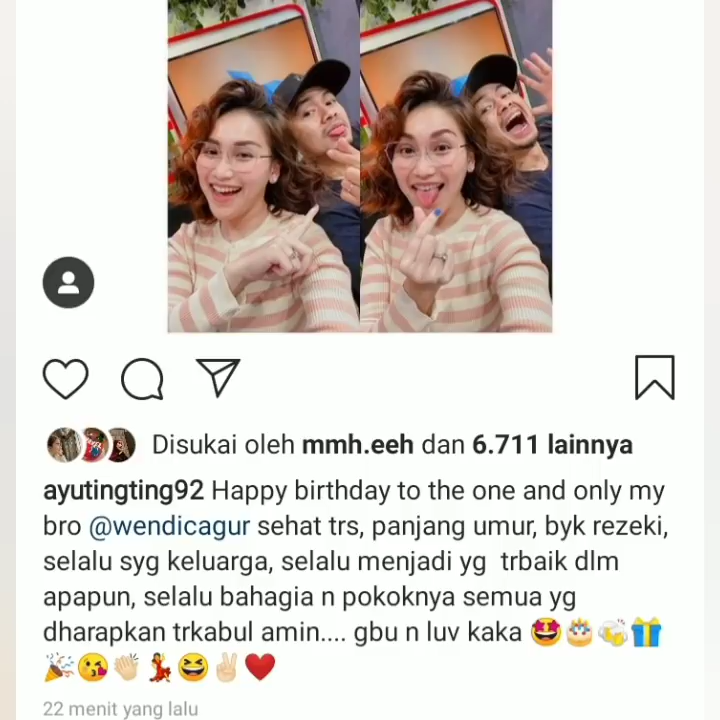 Disukai oleh mmh.eeh dan 6.711 lainnya
ayutingting92 Happy birthday to the one and only my
bro @wendicagur sehat trs, panjang umur, byk rezeki,
selalu syg keluarga, selalu menjadi yg  trbaik dlm
apapun, selalu bahagia n pokoknya semua yg
dharapkan trkabul amin.... gbu n luv kaka 🤩🎂🍻🎁
🎉😘👏🏻💃😆✌🏻❤️
22 menit yang lalu